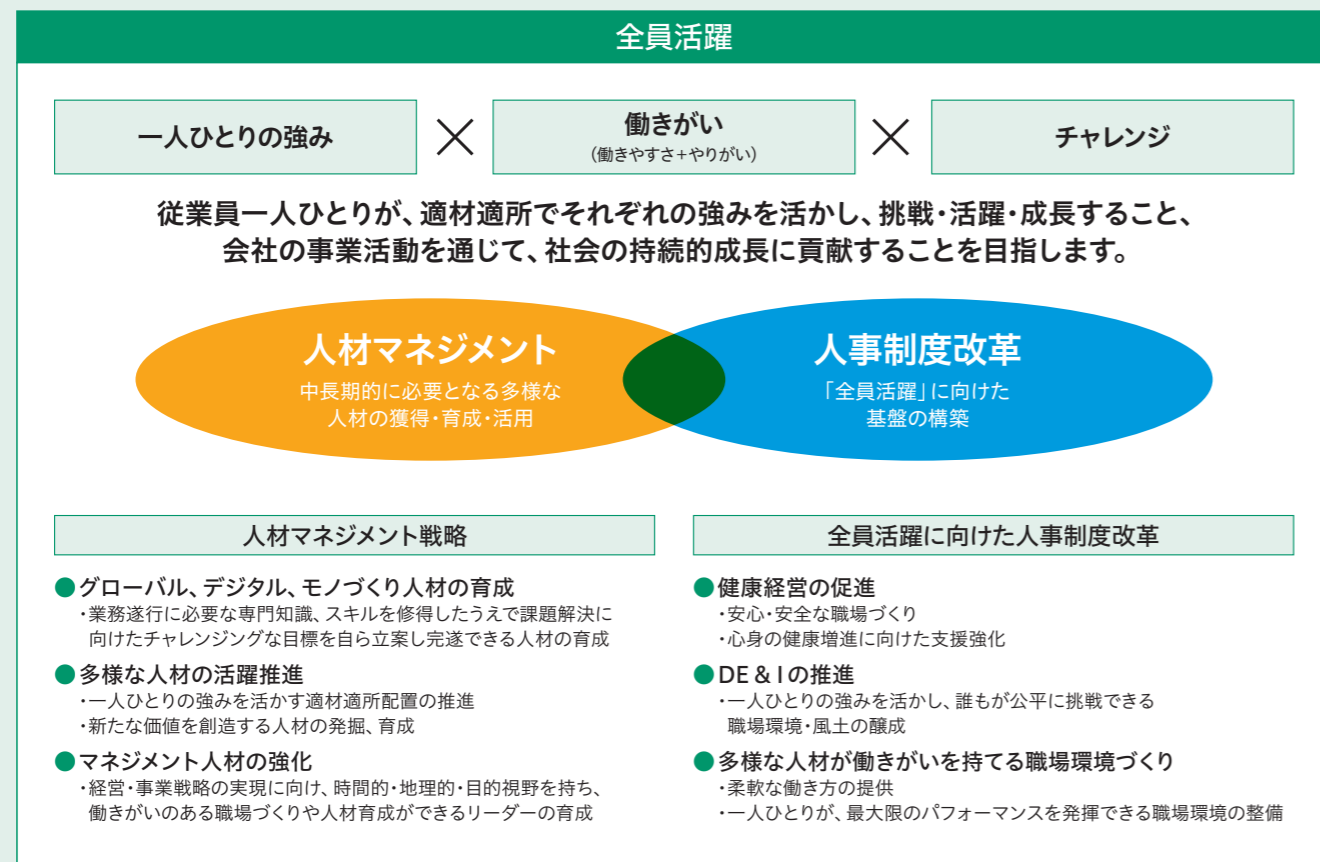 全員活躍
一人ひとりの強み
×
働きがい
(働きやすさ+やりがい)
×
チャレンジ
従業員一人ひとりが、適材適所でそれぞれの強みを活かし、挑戦・活躍・成長すること、
会社の事業活動を通じて、社会の持続的成長に貢献することを目指します。
人材マネジメント
中長期的に必要となる多様な
人材の獲得・育成・活用
人事制度改革
「全員活躍」に向けた
基盤の構築
人材マネジメント戦略
●グローバル、デジタル、モノづくり人材の育成
・業務遂行に必要な専門知識、スキルを修得したうえで課題解決に
向けたチャレンジングな目標を自ら立案し完遂できる人材の育成
●多様な人材の活躍推進
・一人ひとりの強みを活かす適材適所配置の推進
・新たな価値を創造する人材の発掘、育成
●マネジメント人材の強化
・経営・事業戦略の実現に向け、時間的・地理的・目的視野を持ち、
働きがいのある職場づくりや人材育成ができるリーダーの育成
全員活躍に向けた人事制度改革
●健康経営の促進
・安心・安全な職場づくり
・心身の健康増進に向けた支援強化
●DE & Iの推進
・一人ひとりの強みを活かし、誰もが公平に挑戦できる
職場環境・風土の醸成
●多様な人材が働きがいを持てる職場環境づくり
・柔軟な働き方の提供
・一人ひとりが、最大限のパフォーマンスを発揮できる職場環境の整備